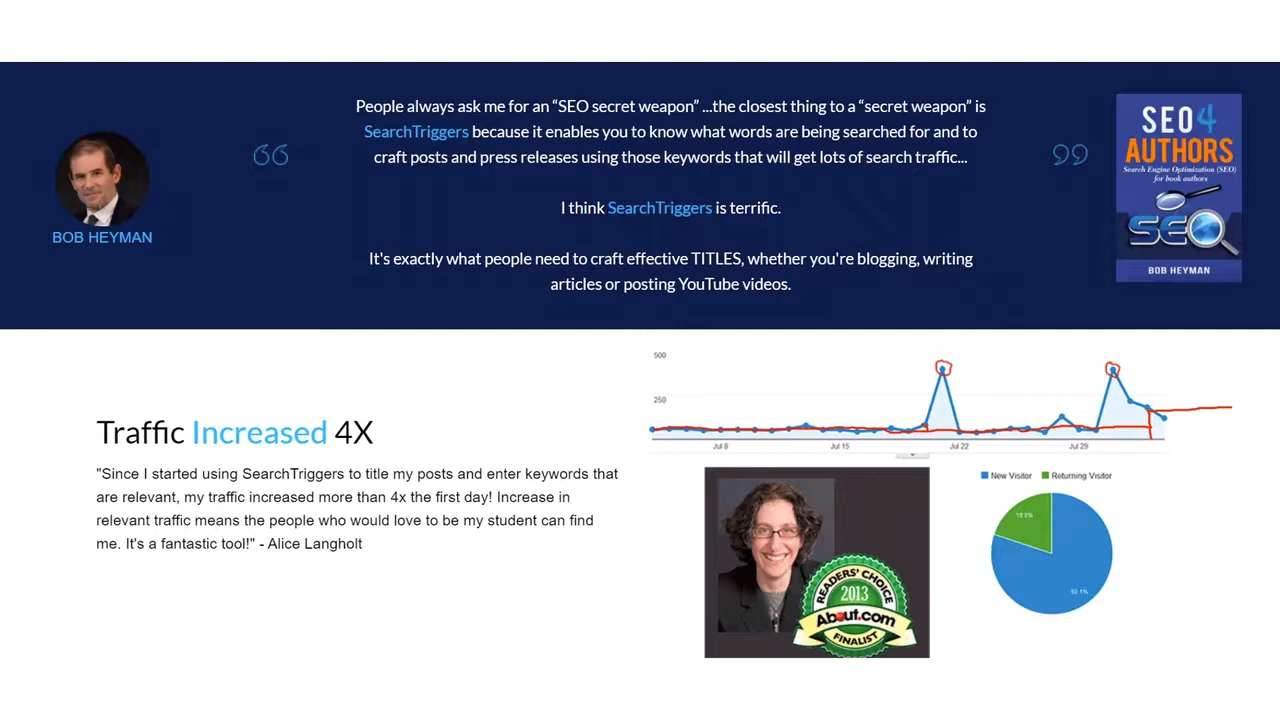 People always ask me for an “SEO secret weapon” ...the closest thing to a “secret weapon” is
SearchTriggers because it enables you to know what words are being searched for and to
craft posts and press releases using those keywords that will get lots of search traffic...
I think SearchTriggers is terrific.
It's exactly what people need to craft effective TITLES, whether you're blogging, writing
articles or posting YouTube videos.
BOB HEYMAN
SEO4
AUTHORS
Search Engine Optimization (SEO)
for book authors
SEO
BOB HEYMAN
Traffic Increased 4X
"Since I started using SearchTriggers to title my posts and enter keywords that
are relevant, my traffic increased more than 4x the first day! Increase in
relevant traffic means the people who would love to be my student can find
me. It's a fantastic tool!" - Alice Langholt
500
250
Jul 8
Jul 15
Jul 22
Jul 29
READERS' CHOICE
2013
About.com
FINALIST
New Visitor
Returning Visitor